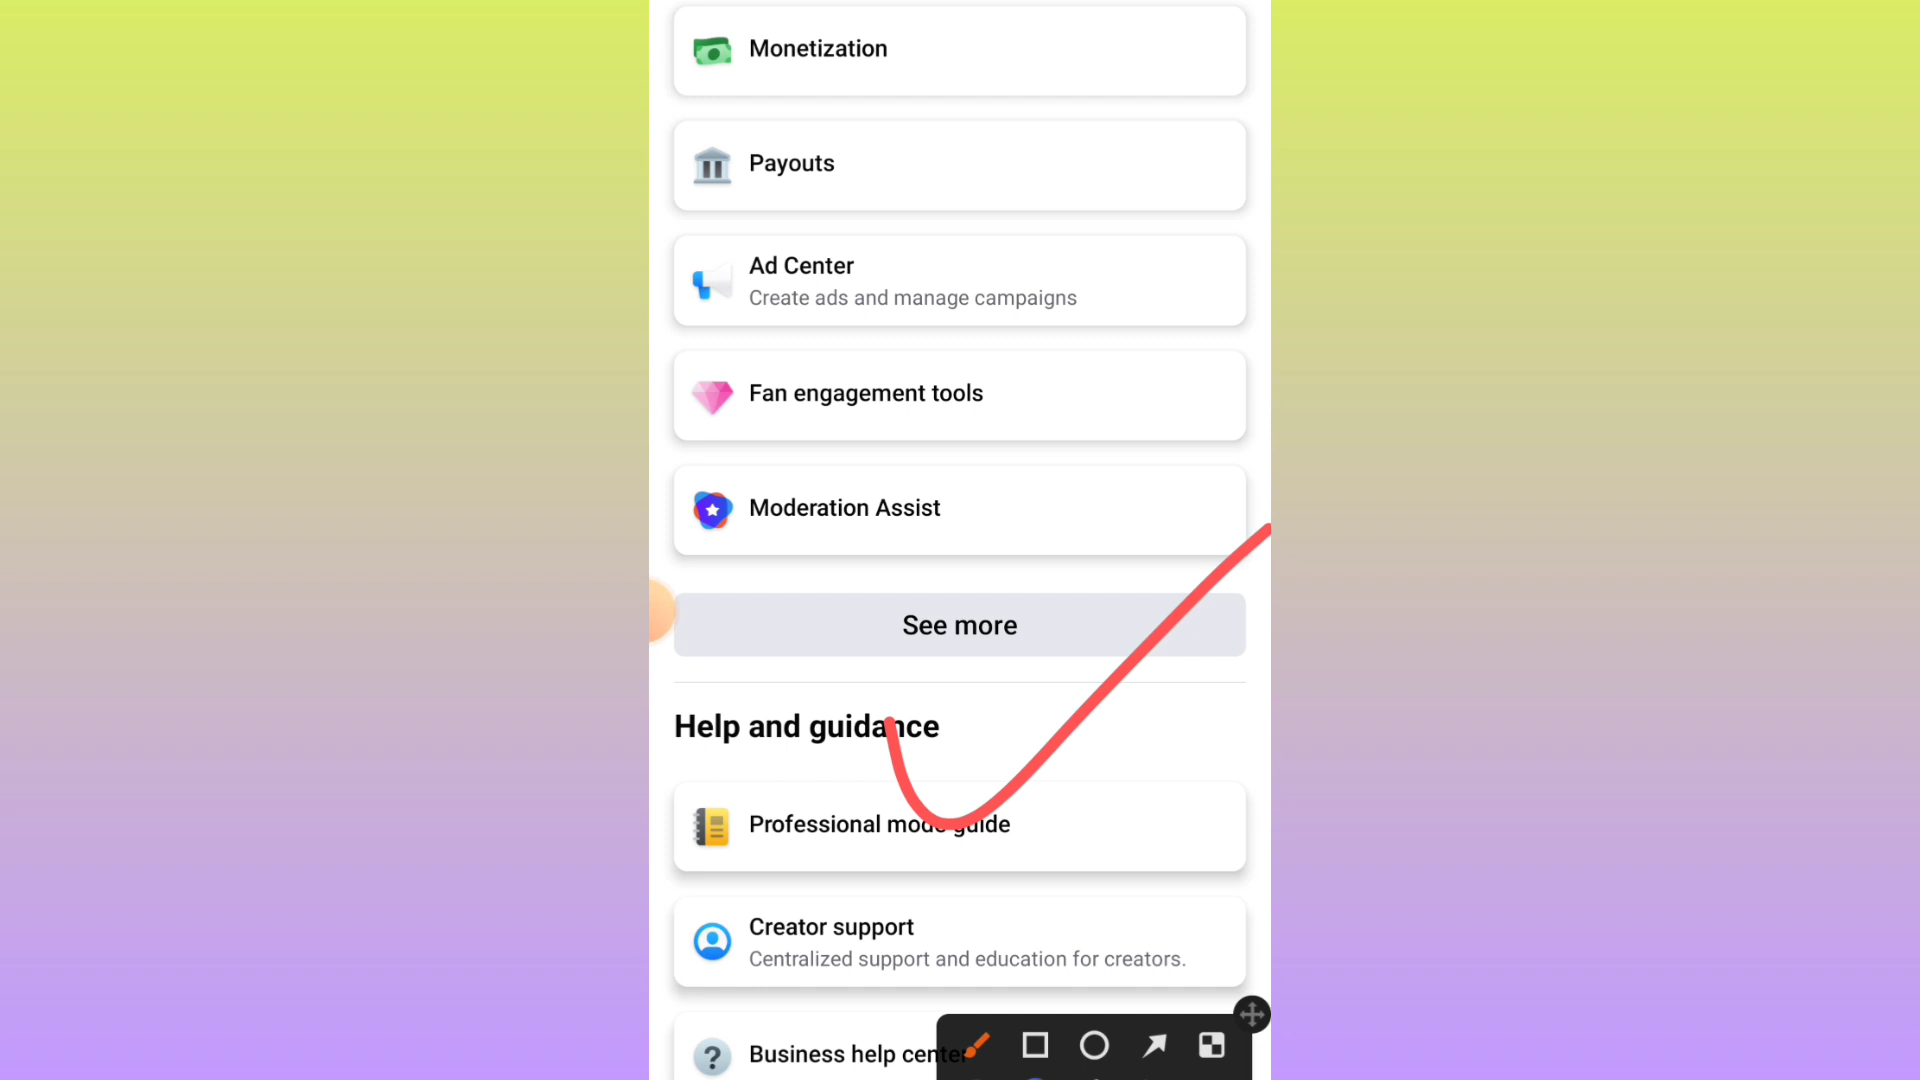 Monetization
Payouts
Ad Center
Create ads and manage campaigns
Fan engagement tools
Moderation Assist
See more
Help and guidance
Professional mode guide
Creator support
Centralized support and education for creators.
Business help center